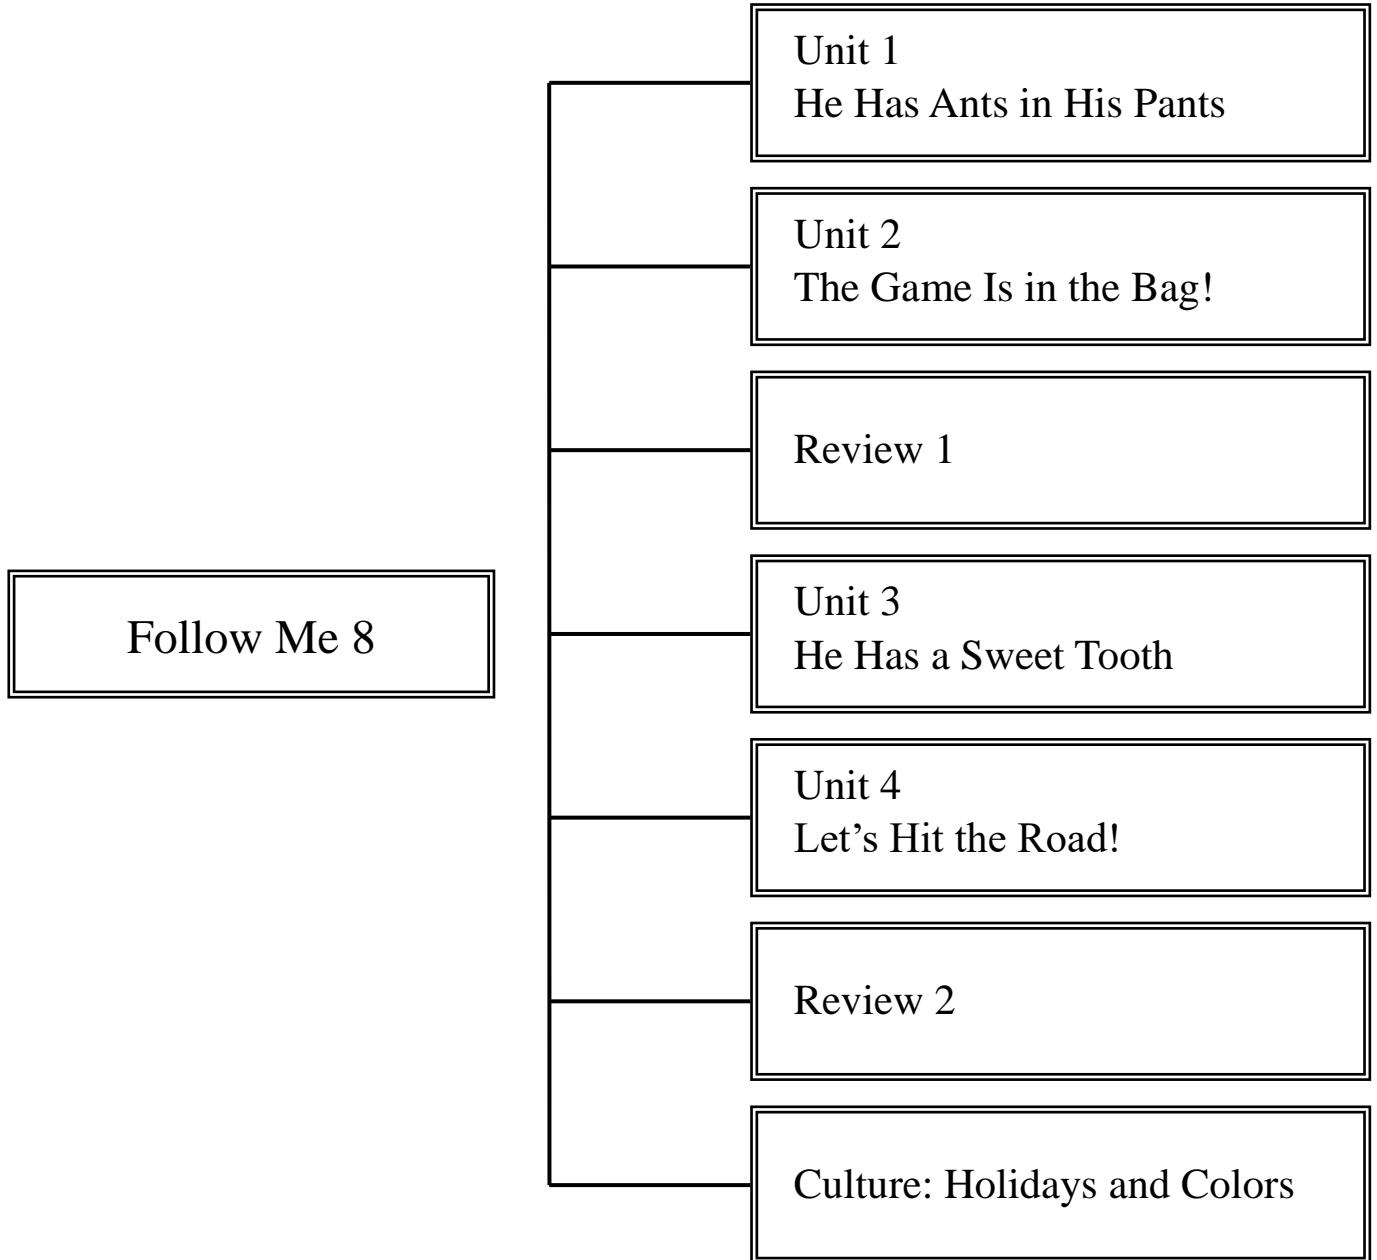 Unit 1
He Has Ants in His Pants
Unit 2
The Game Is in the Bag!
Review 1
Follow Me 8
Unit 3
He Has a Sweet Tooth
Unit 4
Let’s Hit the Road!
Review 2
Culture: Holidays and Colors